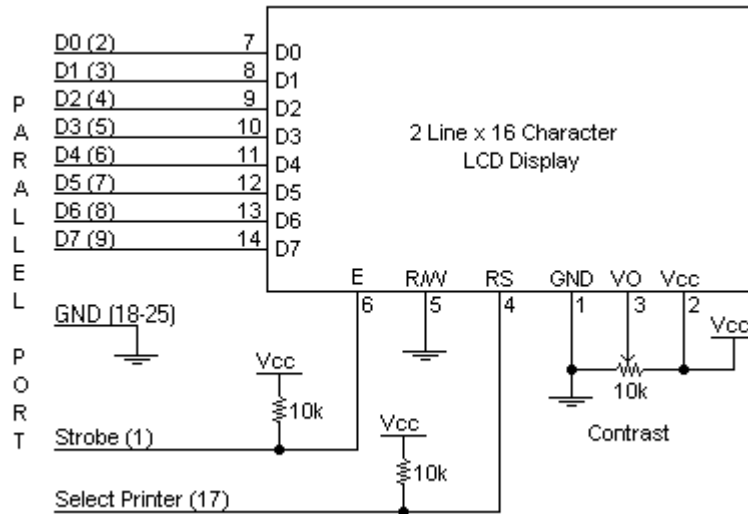 D0 (2) 7 D0
D1 (3) 8 D1
D2 (4) 9 D2
D3 (5) 10 D3
D4 (6) 11 D4
D5 (7) 12 D5
D6 (8) 13 D6
D7 (9) 14 D7
PARALLEL PORT
2 Line x 16 Character
LCD Display
E R/W RS GND VO Vcc
6 5 4 1 3 2
GND (18-25)
Vcc
Vcc
10k
10k
Contrast
Strobe (1)
Vcc
10k
Select Printer (17)